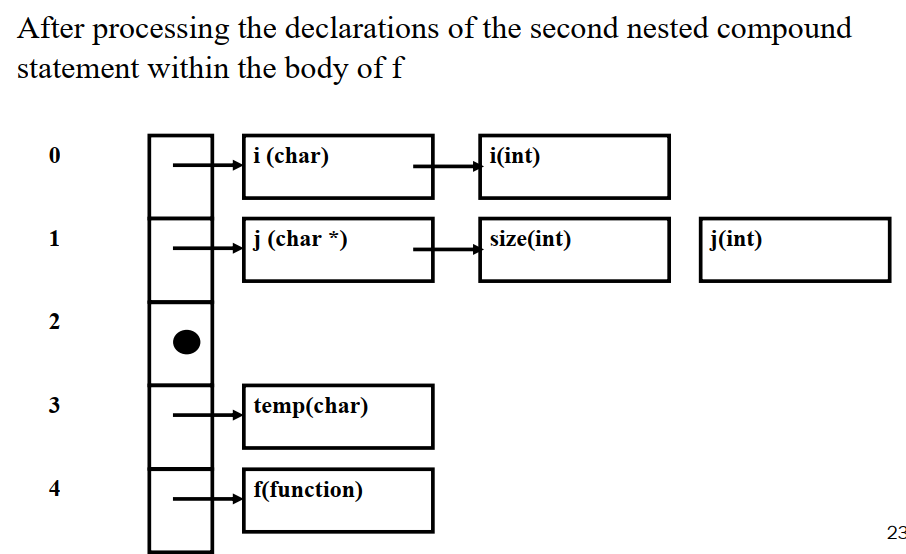 After processing the declarations of the second nested compound
statement within the body of f
0 i (char) i(int)
1 j (char *) size(int) j(int)
2
3 temp(char)
4 f(function)
23